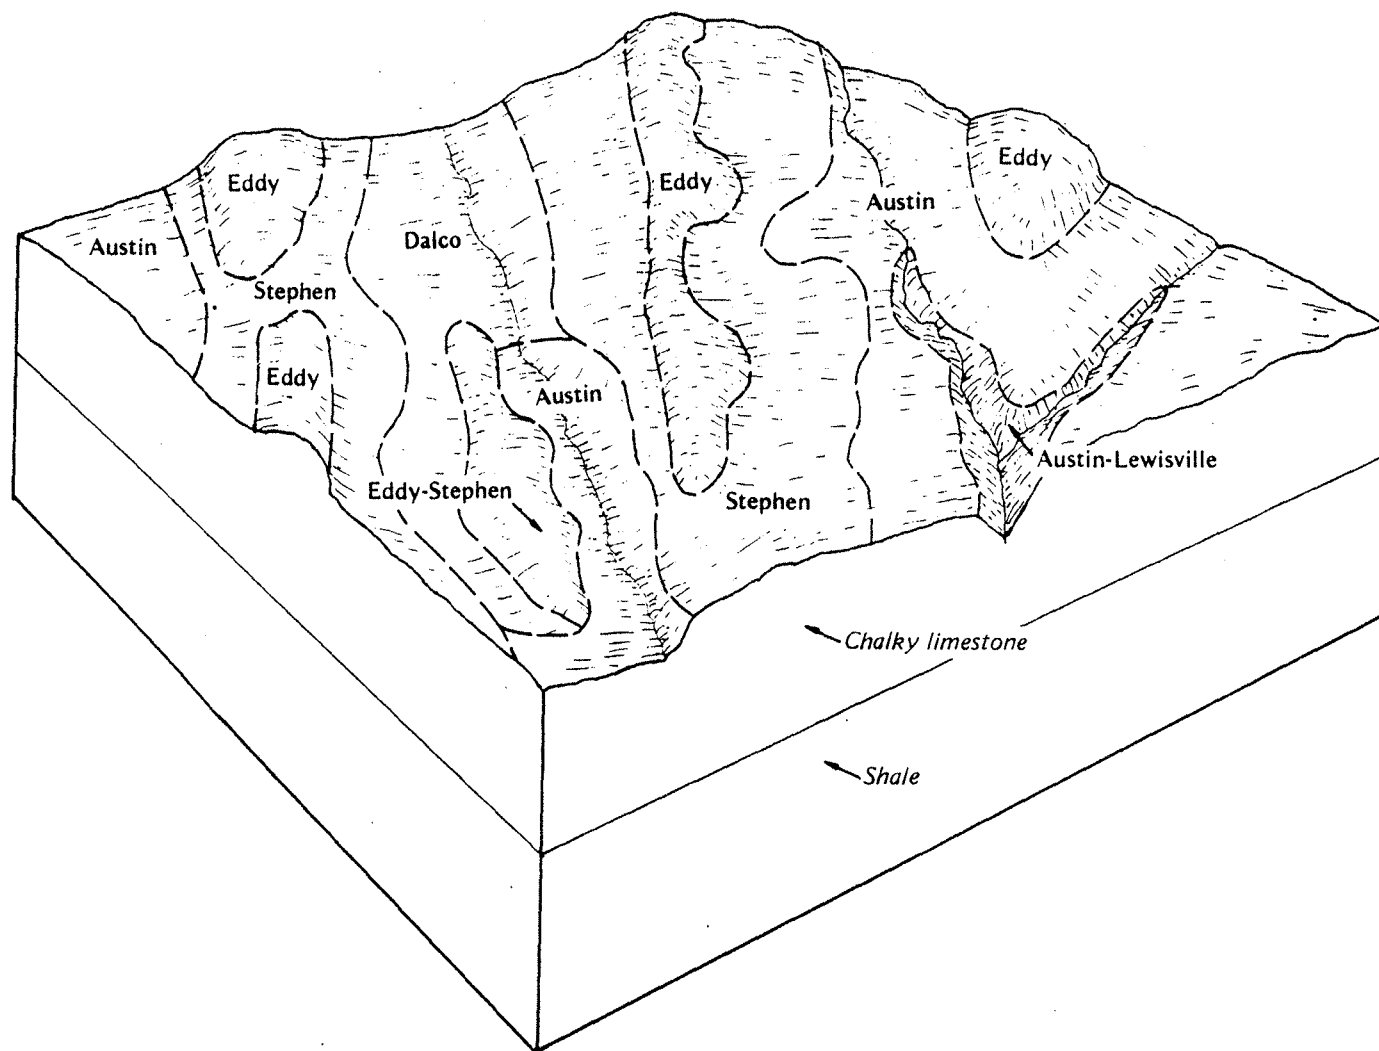 Eddy
Eddy
Eddy
Austin
Austin
Dalco
Stephen
Eddy
Austin
Austin-Lewisville
Eddy-Stephen
Stephen
Chalky limestone
Shale